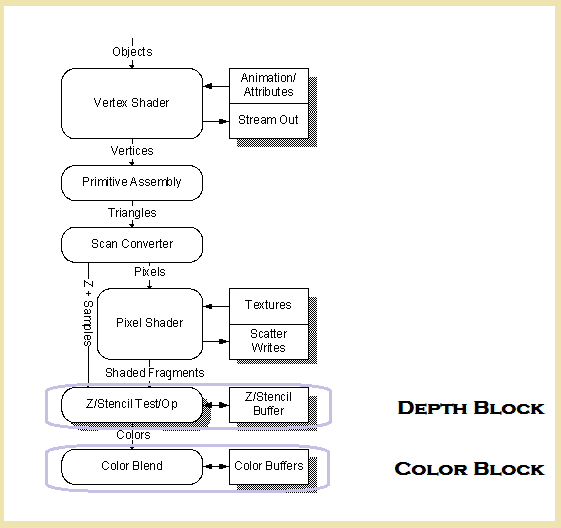 Objects
Vertex Shader
Animation/
Attributes
Stream Out
Vertices
Primitive Assembly
Triangles
Scan Converter
Z + Samples
Pixels
Pixel Shader
Textures
Scatter
Writes
Shaded Fragments
Z/Stencil Test/Op
Z/Stencil
Buffer
DEPTH BLOCK
Colors
Color Blend
Color Buffers
COLOR BLOCK